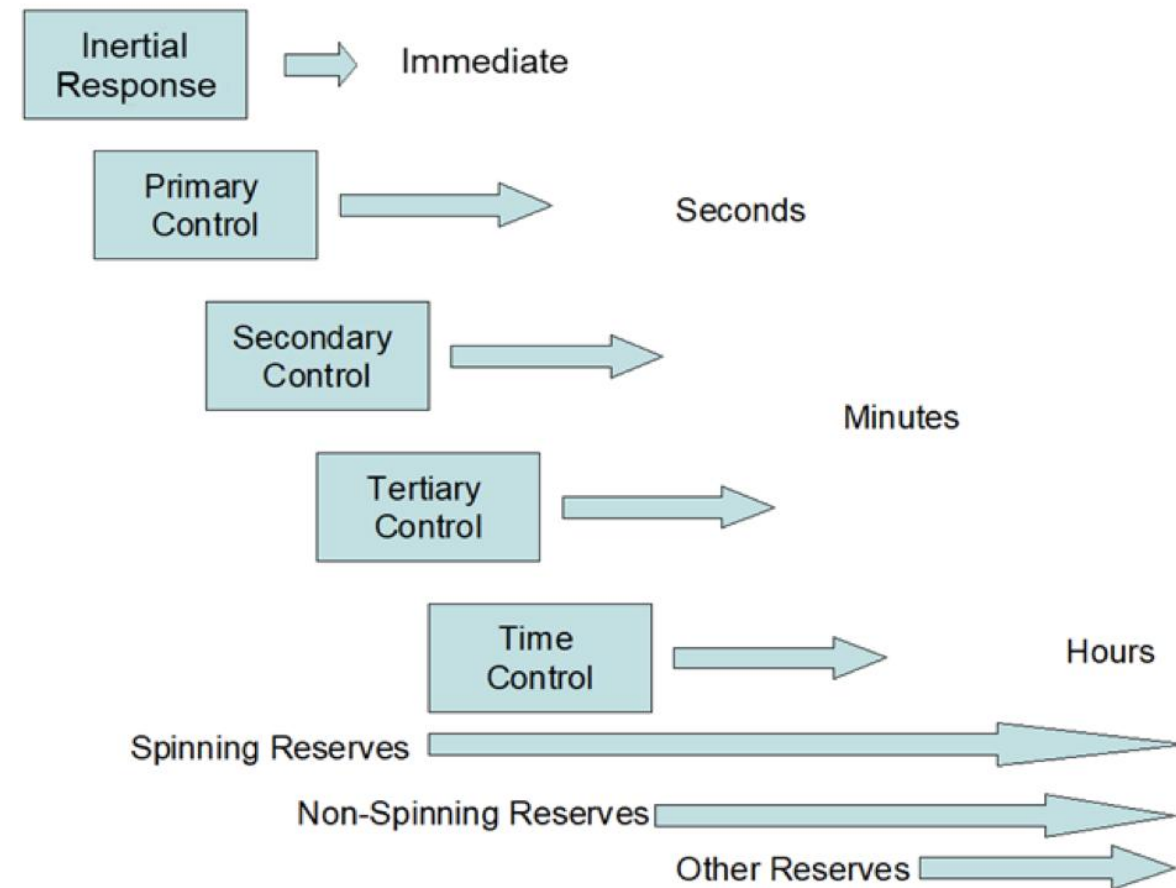 Inertial
Response
Immediate
Primary
Control
Seconds
Secondary
Control
Minutes
Tertiary
Control
Time
Control
Hours
Spinning Reserves
Non-Spinning Reserves
Other Reserves